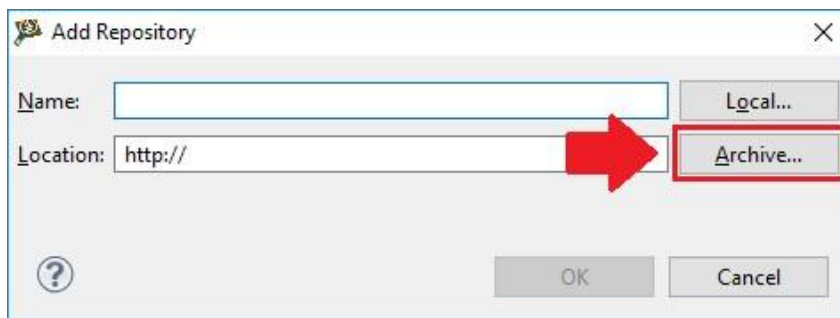 Add Repository
Name: Local...
Location: http:// Archive...
? OK Cancel